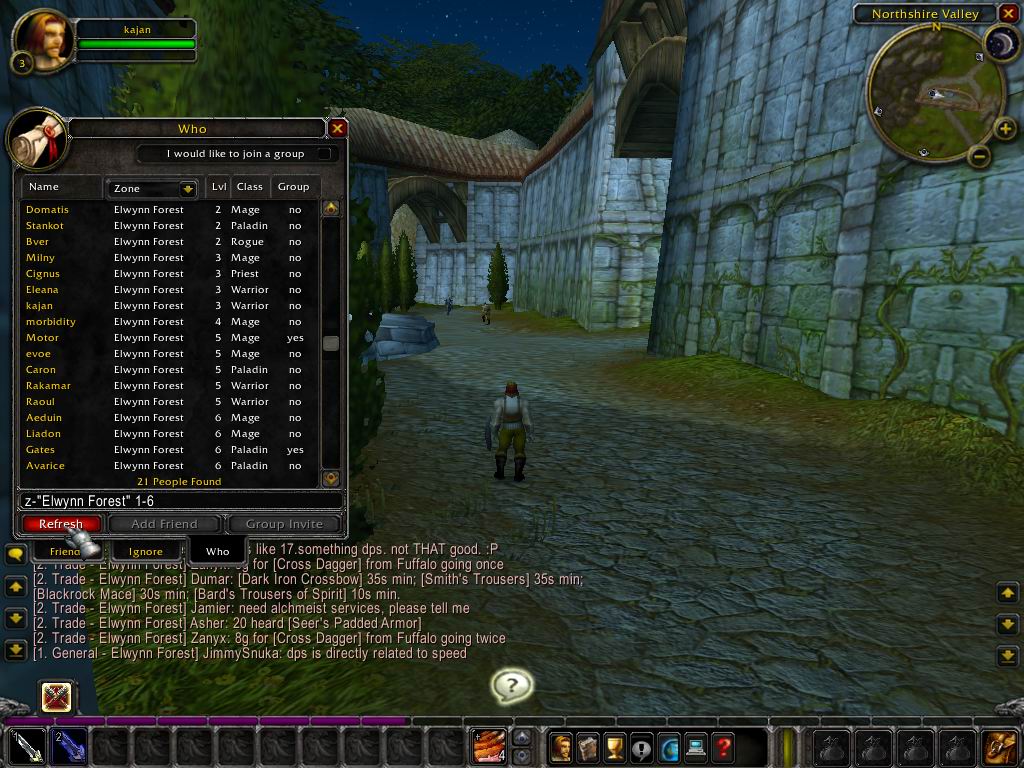 kajan
3
Northshire Valley
N
Who
I would like to join a group
Name Zone Lvl Class Group
Domatis Elwynn Forest 2 Mage no
Stankot Elwynn Forest 2 Paladin no
Bver Elwynn Forest 2 Rogue no
Milny Elwynn Forest 3 Mage no
Cignus Elwynn Forest 3 Priest no
Eleana Elwynn Forest 3 Warrior no
kajan Elwynn Forest 3 Warrior no
morbidity Elwynn Forest 4 Mage no
Motor Elwynn Forest 5 Mage yes
evoe Elwynn Forest 5 Mage no
Caron Elwynn Forest 5 Paladin no
Rakamar Elwynn Forest 5 Warrior no
Raoul Elwynn Forest 5 Warrior no
Aeduin Elwynn Forest 6 Mage no
Liadon Elwynn Forest 6 Mage no
Gates Elwynn Forest 6 Paladin yes
Avarice Elwynn Forest 6 Paladin no
21 People Found
z-"Elwynn Forest" 1-6
Refresh Add Friend Group Invite
Friend Ignore Who
like 17.something dps. not THAT good. :P
[2. Trade - Elwynn Forest] for [Cross Dagger] from Fuffalo going once
[2. Trade - Elwynn Forest] Dumar: [Dark Iron Crossbow] 35s min; [Smith's Trousers] 35s min;
[Blackrock Mace] 30s min; [Bard's Trousers of Spirit] 10s min.
[2. Trade - Elwynn Forest] Jamier: need alchmeist services, please tell me
[2. Trade - Elwynn Forest] Asher: 20 heard [Seer's Padded Armor]
[2. Trade - Elwynn Forest] Zanyx: 8g for [Cross Dagger] from Fuffalo going twice
[1. General - Elwynn Forest] JimmySnuka: dps is directly related to speed
?
1 2 4 ! ?